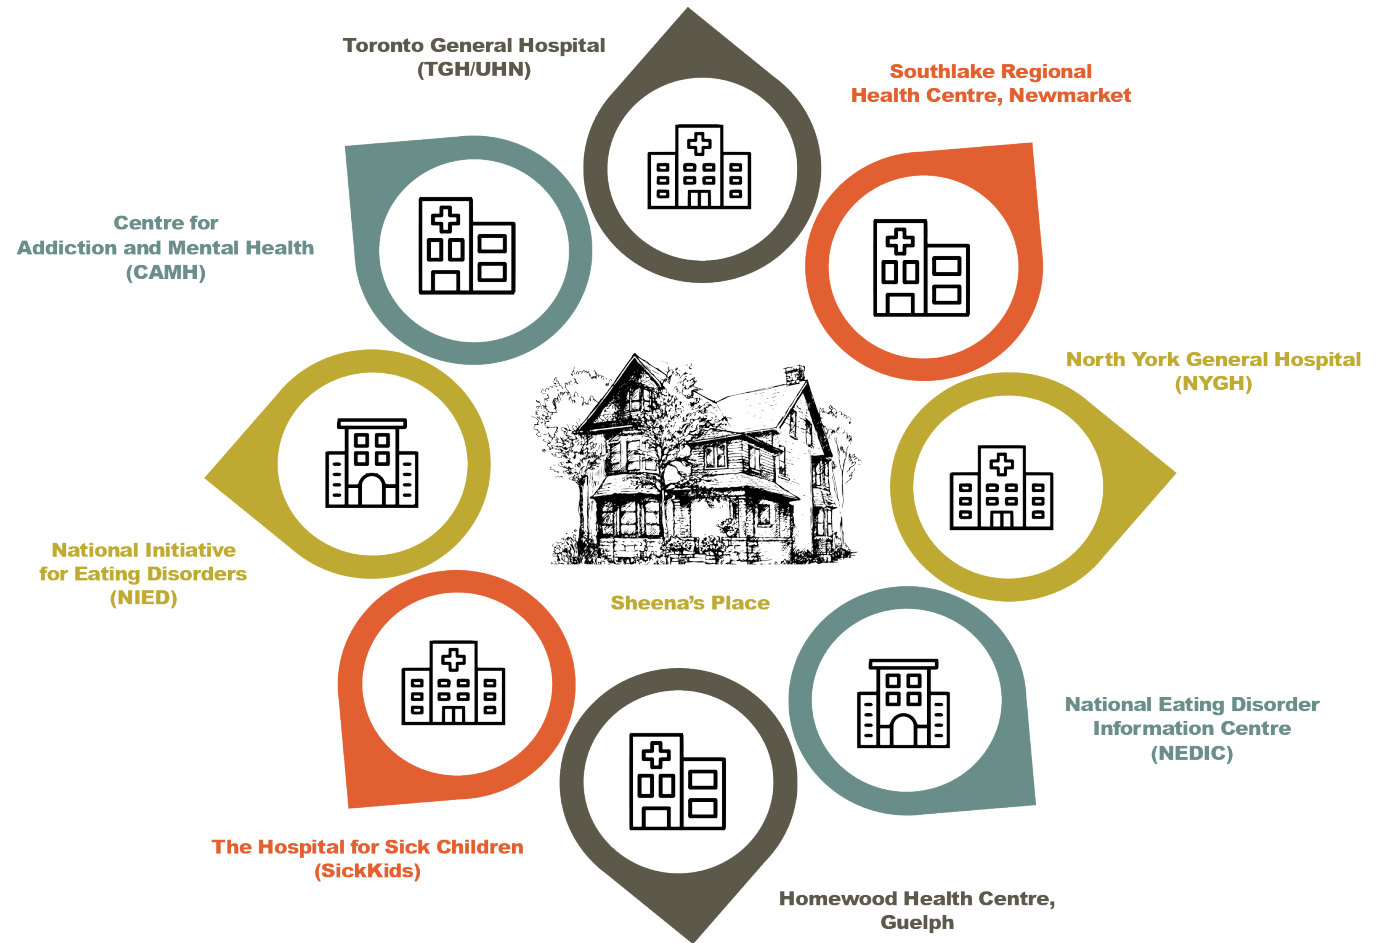 Toronto General Hospital
(TGH/UHN)
Southlake Regional
Health Centre, Newmarket
Centre for
Addiction and Mental Health
(CAMH)
North York General Hospital
(NYGH)
National Initiative
for Eating Disorders
(NIED)
Sheena’s Place
National Eating Disorder
Information Centre
(NEDIC)
The Hospital for Sick Children
(SickKids)
Homewood Health Centre,
Guelph